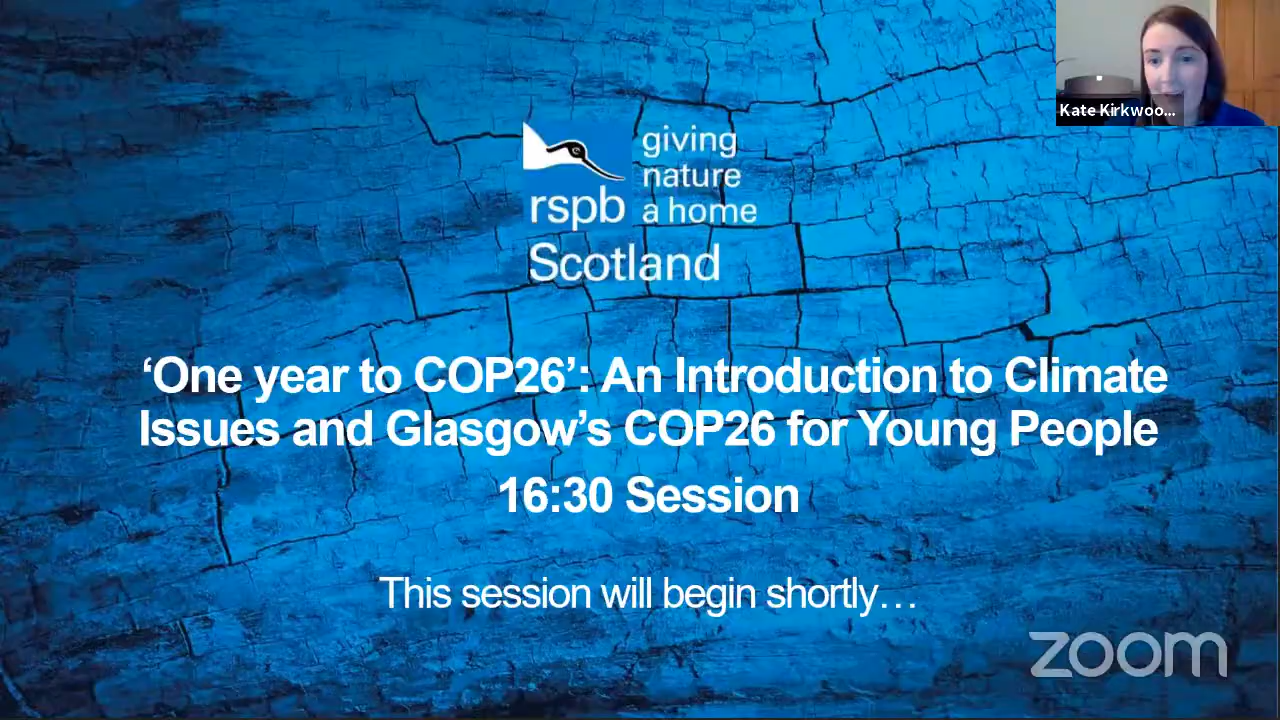 Kate Kirkwoo...
giving
nature
a home
rspb
Scotland
‘One year to COP26’: An Introduction to Climate
Issues and Glasgow’s COP26 for Young People
16:30 Session
This session will begin shortly…
zoom